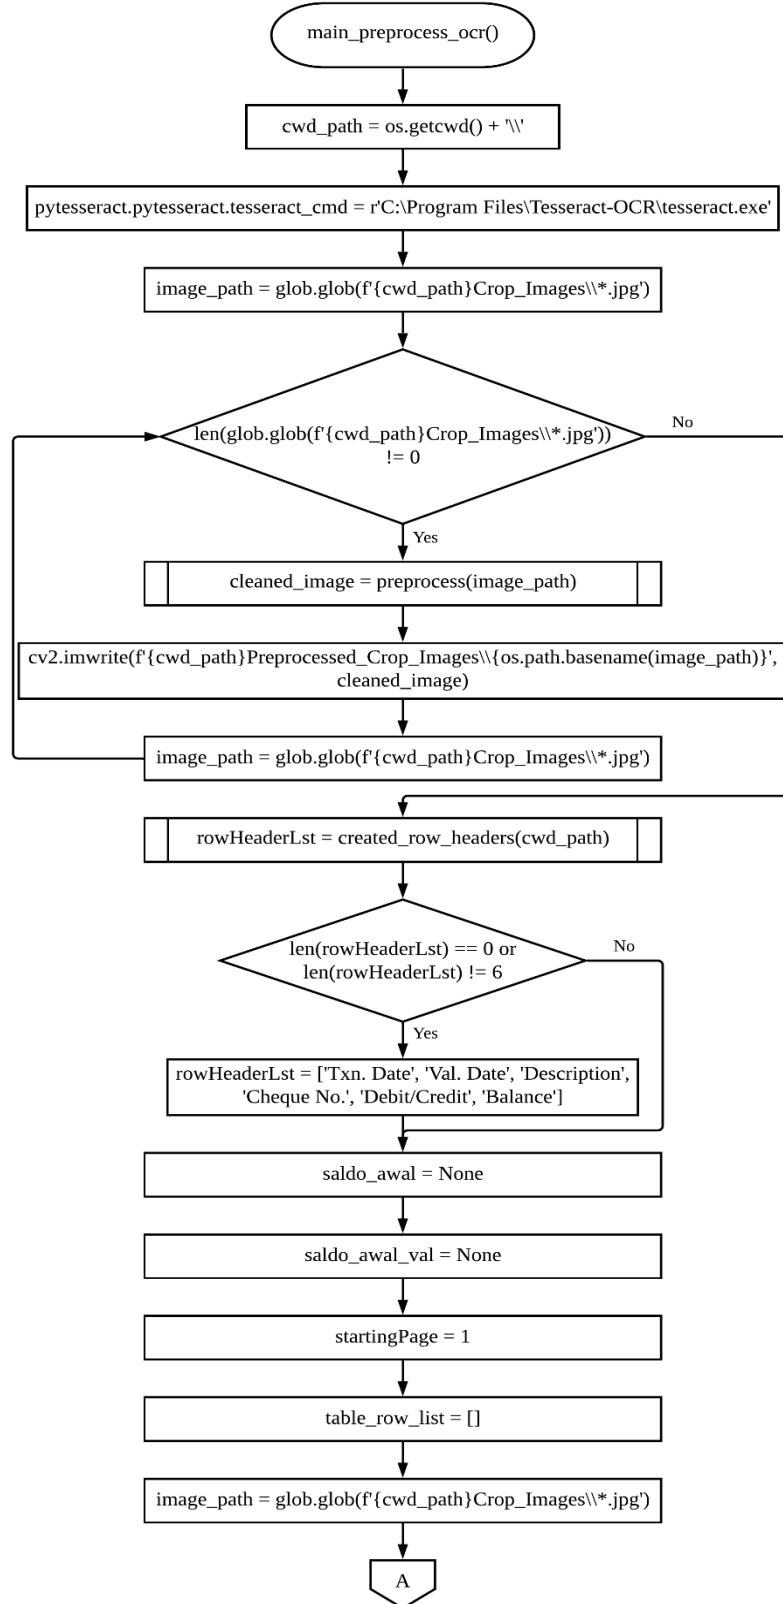 main_preprocess_ocr()
cwd_path = os.getcwd() + '\\'
pytesseract.pytesseract.tesseract_cmd = r'C:\Program Files\Tesseract-OCR\tesseract.exe'
image_path = glob.glob(f'{cwd_path}Crop_Images\\*.jpg')
No
len(glob.glob(f'{cwd_path}Crop_Images\\*.jpg'))
!= 0
Yes
cleaned_image = preprocess(image_path)
cv2.imwrite(f'{cwd_path}Preprocessed_Crop_Images\\{os.path.basename(image_path)}',
cleaned_image)
image_path = glob.glob(f'{cwd_path}Crop_Images\\*.jpg')
rowHeaderLst = created_row_headers(cwd_path)
No
len(rowHeaderLst) == 0 or
len(rowHeaderLst) != 6
Yes
rowHeaderLst = ['Txn. Date', 'Val. Date', 'Description',
'Cheque No.', 'Debit/Credit', 'Balance']
saldo_awal = None
saldo_awal_val = None
startingPage = 1
table_row_list = []
image_path = glob.glob(f'{cwd_path}Crop_Images\\*.jpg')
A